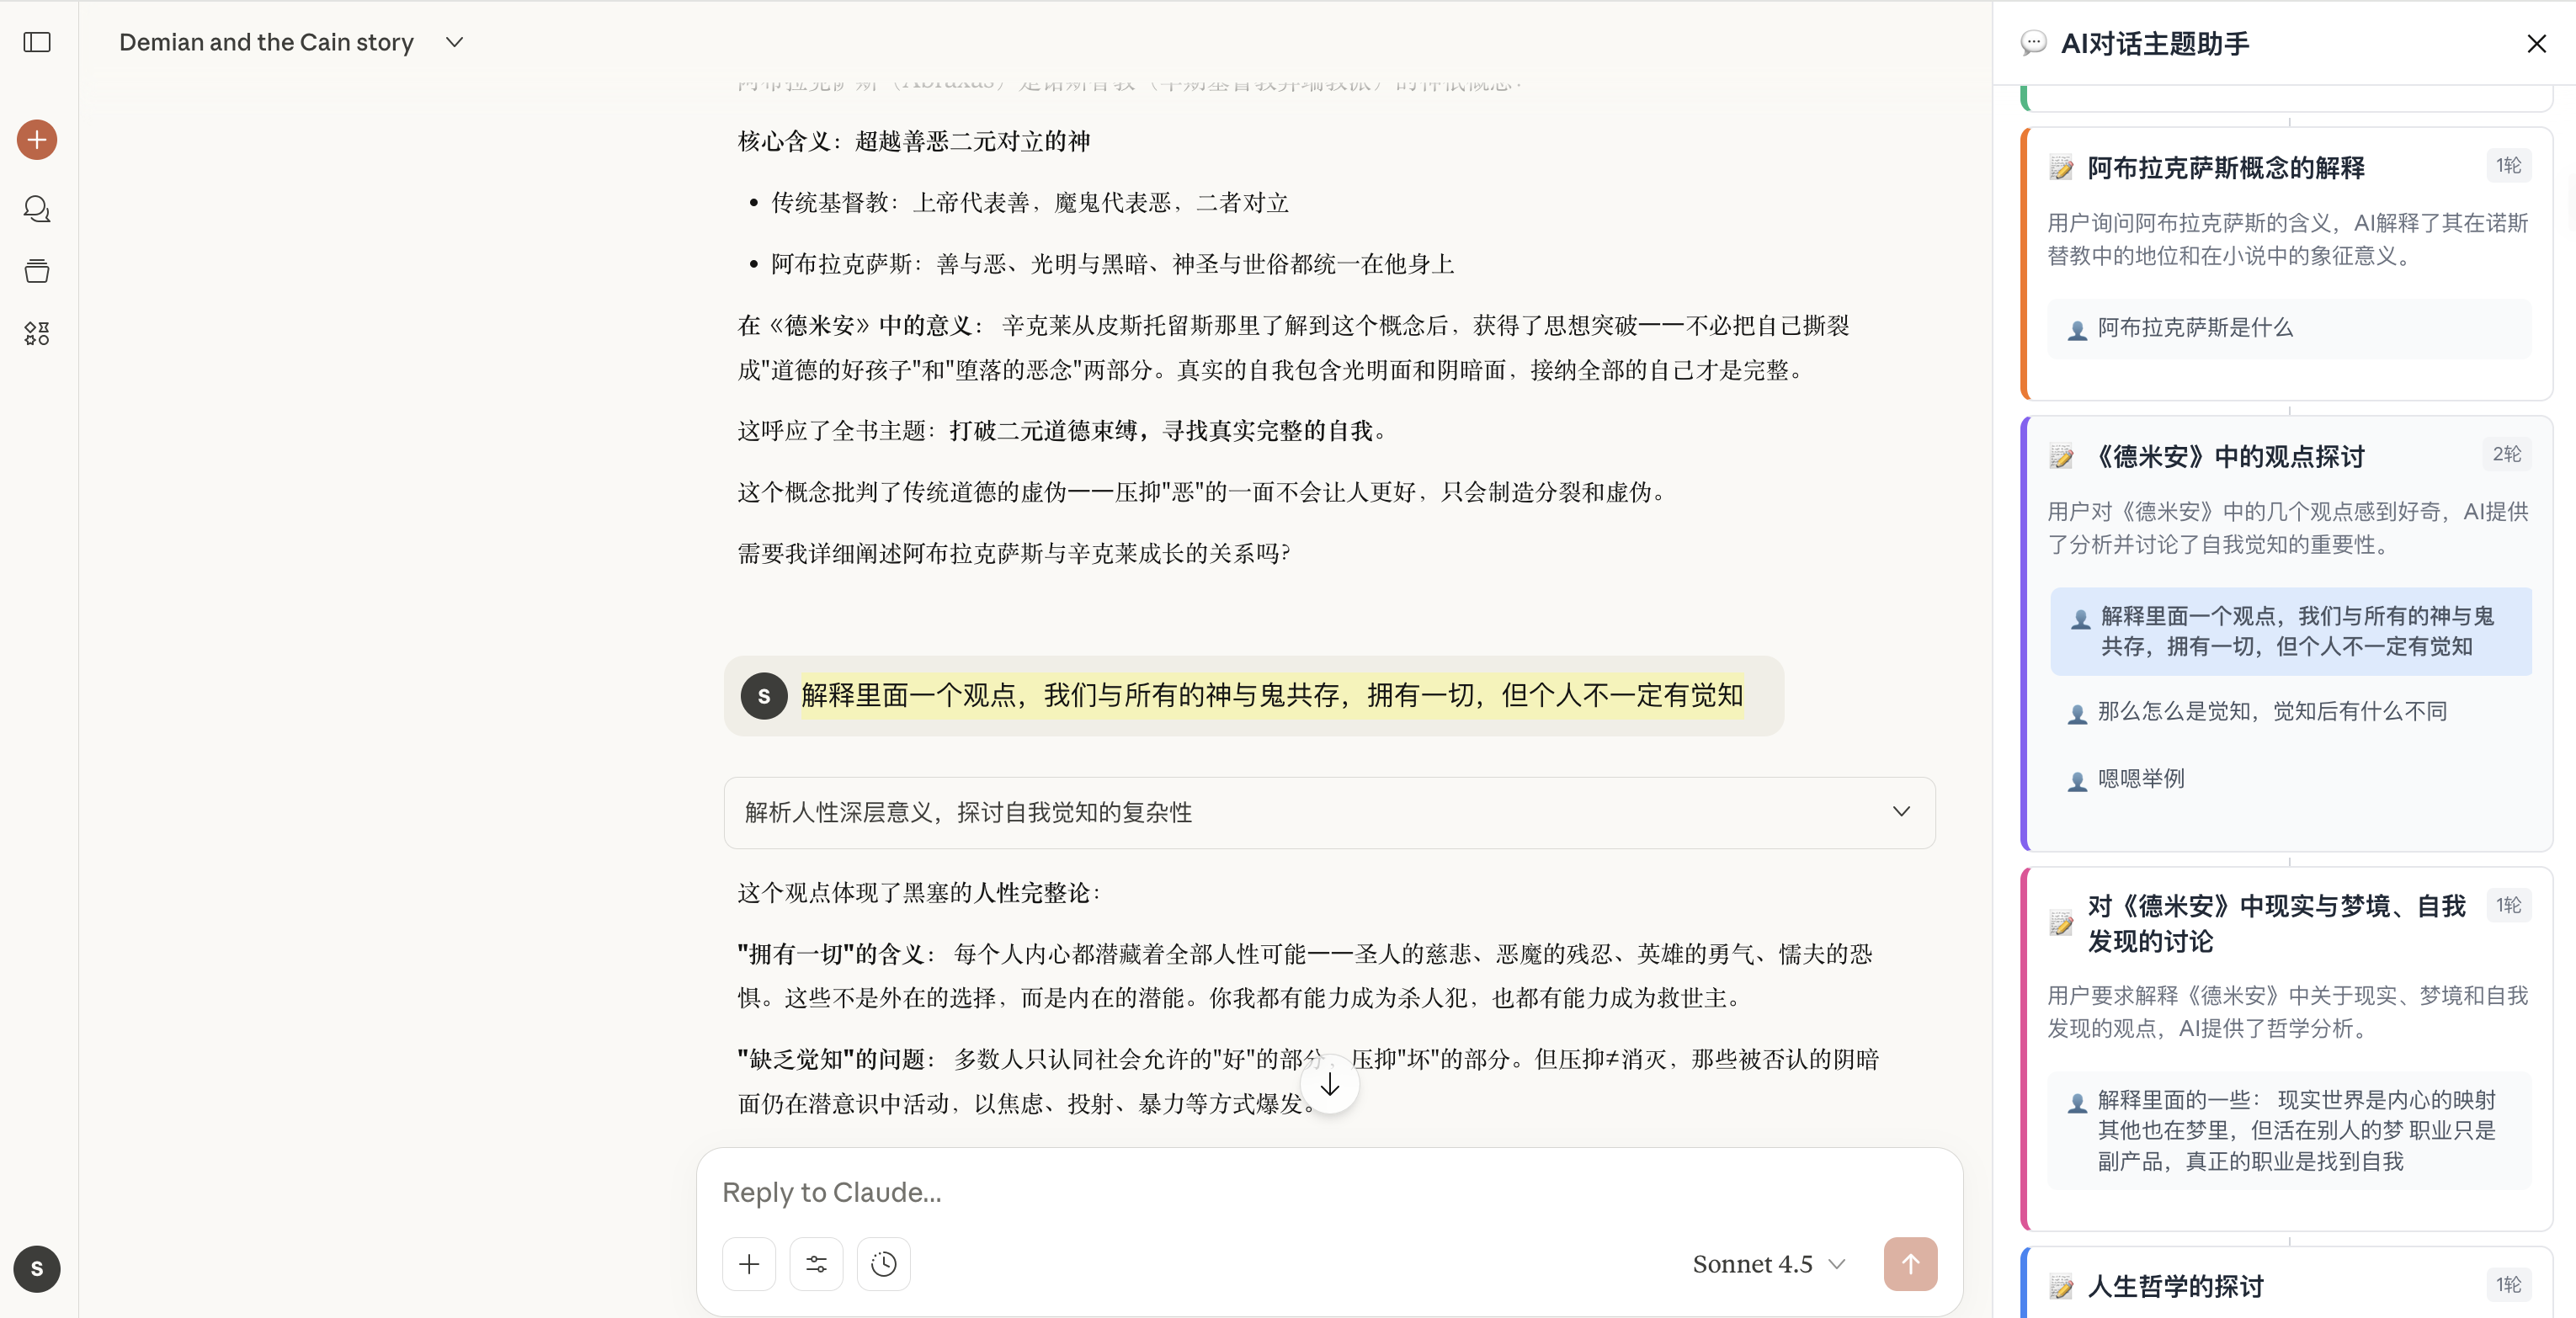 Demian and the Cain story
阿布拉克萨斯（Abraxas）是诺斯替教（早期基督教异端教派）的神祇概念：
核心含义：超越善恶二元对立的神
• 传统基督教：上帝代表善，魔鬼代表恶，二者对立
• 阿布拉克萨斯：善与恶、光明与黑暗、神圣与世俗都统一在他身上
在《德米安》中的意义： 辛克莱从皮斯托留斯那里了解到这个概念后，获得了思想突破——不必把自己撕裂
成"道德的好孩子"和"堕落的恶念"两部分。真实的自我包含光明面和阴暗面，接纳全部的自己才是完整。
这呼应了全书主题：打破二元道德束缚，寻找真实完整的自我。
这个概念批判了传统道德的虚伪——压抑"恶"的一面不会让人更好，只会制造分裂和虚伪。
需要我详细阐述阿布拉克萨斯与辛克莱成长的关系吗?
S
解释里面一个观点，我们与所有的神与鬼共存，拥有一切，但个人不一定有觉知
解析人性深层意义，探讨自我觉知的复杂性
这个观点体现了黑塞的人性完整论：
"拥有一切"的含义： 每个人内心都潜藏着全部人性可能——圣人的慈悲、恶魔的残忍、英雄的勇气、懦夫的恐
惧。这些不是外在的选择，而是内在的潜能。你我都有能力成为杀人犯，也都有能力成为救世主。
"缺乏觉知"的问题： 多数人只认同社会允许的"好"的部分，压抑"坏"的部分。但压抑≠消灭，那些被否认的阴暗
面仍在潜意识中活动，以焦虑、投射、暴力等方式爆发。
Reply to Claude...
Sonnet 4.5
S
AI对话主题助手
阿布拉克萨斯概念的解释
1轮
用户询问阿布拉克萨斯的含义，AI解释了其在诺斯
替教中的地位和在小说中的象征意义。
阿布拉克萨斯是什么
《德米安》中的观点探讨
2轮
用户对《德米安》中的几个观点感到好奇，AI提供
了分析并讨论了自我觉知的重要性。
解释里面一个观点，我们与所有的神与鬼
共存，拥有一切，但个人不一定有觉知
那么怎么是觉知，觉知后有什么不同
嗯嗯举例
对《德米安》中现实与梦境、自我
发现的讨论
1轮
用户要求解释《德米安》中关于现实、梦境和自我
发现的观点，AI提供了哲学分析。
解释里面的一些： 现实世界是内心的映射
其他也在梦里，但活在别人的梦 职业只是
副产品，真正的职业是找到自我
人生哲学的探讨
1轮